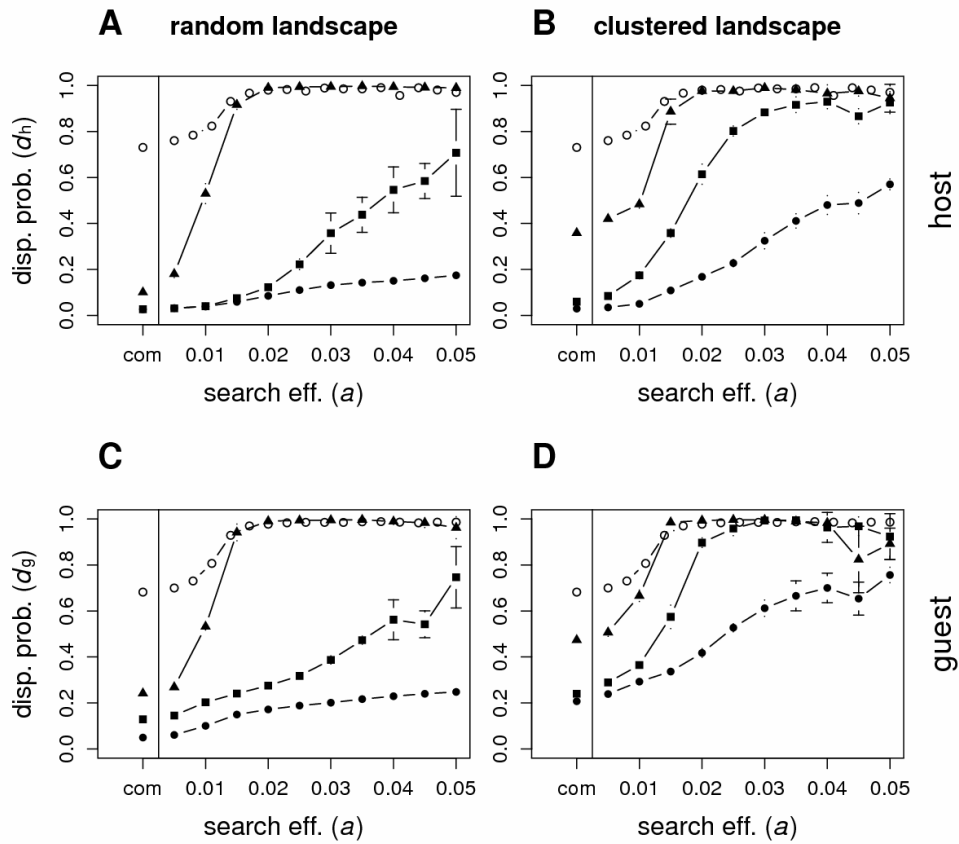 A random landscape
B clustered landscape
disp. prob. (dh)
0.0 0.2 0.4 0.6 0.8 1.0
com 0.01 0.02 0.03 0.04 0.05
search eff. (a)
0.0 0.2 0.4 0.6 0.8 1.0
com 0.01 0.02 0.03 0.04 0.05
search eff. (a)
host
C
D
disp. prob. (dg)
0.0 0.2 0.4 0.6 0.8 1.0
com 0.01 0.02 0.03 0.04 0.05
search eff. (a)
0.0 0.2 0.4 0.6 0.8 1.0
com 0.01 0.02 0.03 0.04 0.05
search eff. (a)
guest